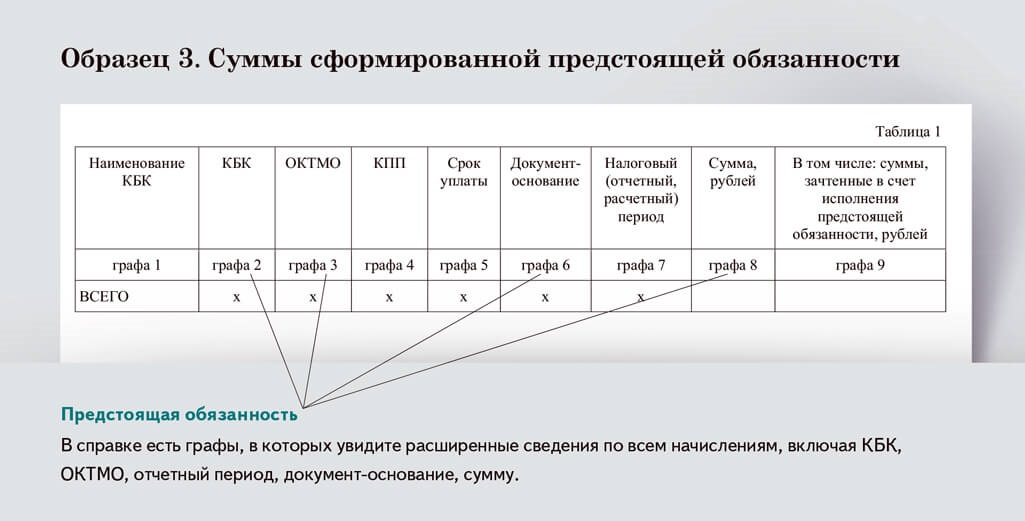 Образец 3. Суммы сформированной предстоящей обязанности
Таблица 1
Наименование КБК | КБК | ОКТМО | КПП | Срок уплаты | Документ-основание | Налоговый (отчетный, расчетный) период | Сумма, рублей | В том числе: суммы, зачтенные в счет исполнения предстоящей обязанности, рублей
графа 1 | графа 2 | графа 3 | графа 4 | графа 5 | графа 6 | графа 7 | графа 8 | графа 9
ВСЕГО | х | х | х | х | х | х
Предстоящая обязанность
В справке есть графы, в которых увидите расширенные сведения по всем начислениям, включая КБК,
ОКТМО, отчетный период, документ-основание, сумму.